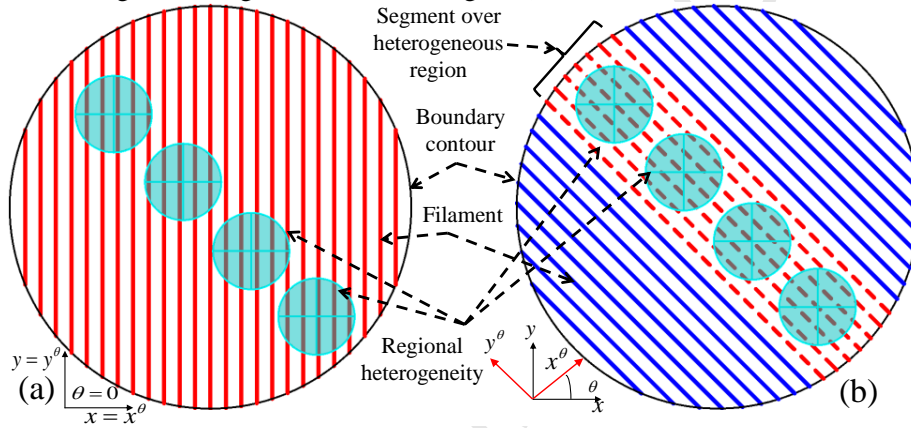 Segment over
heterogeneous
region
Boundary
contour
Filament
Regional
heterogeneity
y = y^θ
θ = 0
x = x^θ
(a)
y^θ
y
x^θ
θ
x
(b)